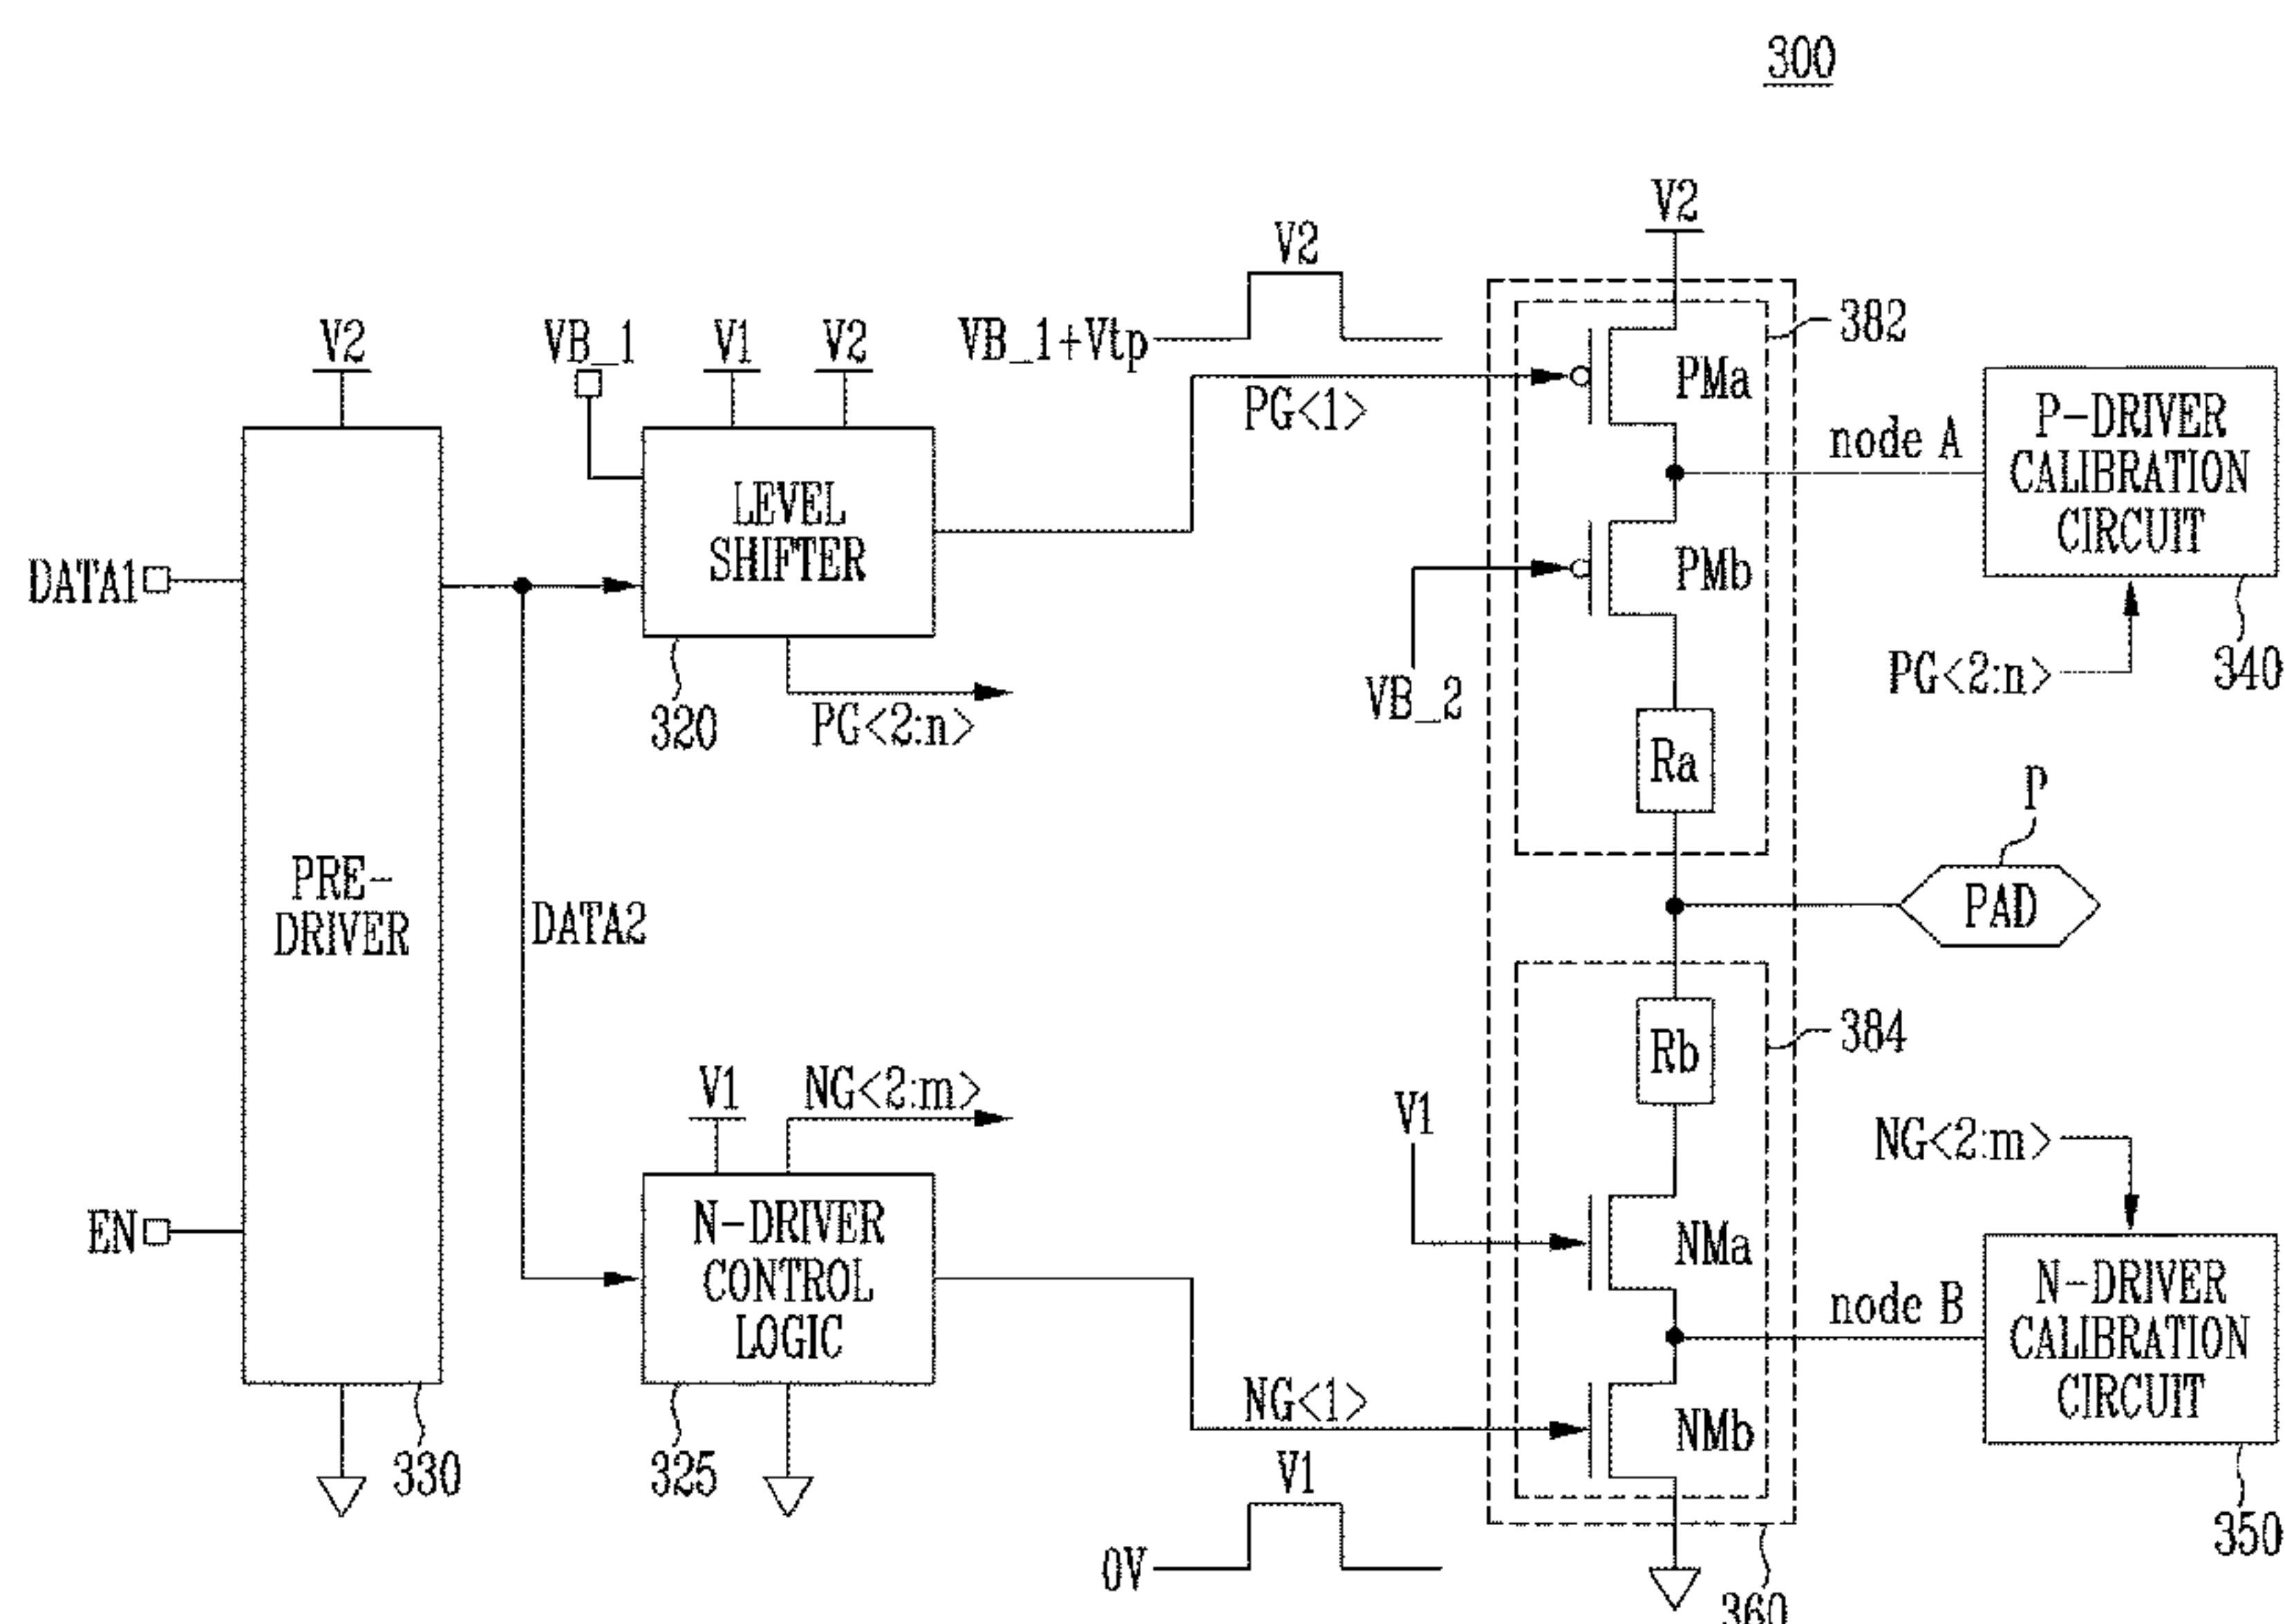 300
V2
V2
VB_1+Vtp
382
V2
VB_1
V1
V2
PMa
PG<1>
P-DRIVER
CALIBRATION
CIRCUIT
node A
LEVEL
SHIFTER
PMb
DATA1
VB_2
PG<2:n>
340
320
PG<2:n>
Ra
P
PAD
PRE-
DRIVER
DATA2
Rb
384
V1
NG<2:m>
V1
NG<2:m>
EN
N-DRIVER
CONTROL
LOGIC
NMa
node B
N-DRIVER
CALIBRATION
CIRCUIT
NG<1>
NMb
330
325
V1
0V
350
360